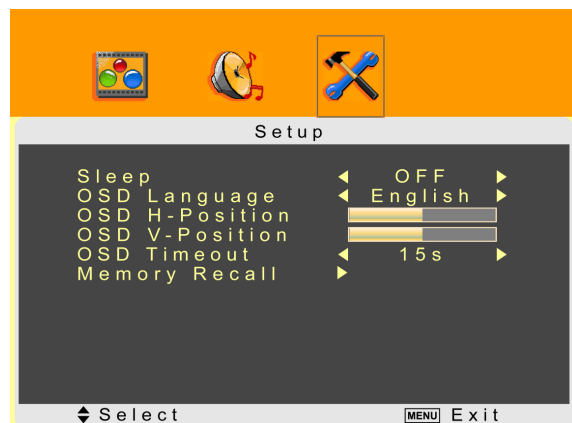 Setup
Sleep OFF
OSD Language English
OSD H-Position
OSD V-Position
OSD Timeout 15s
Memory Recall
Select MENU Exit